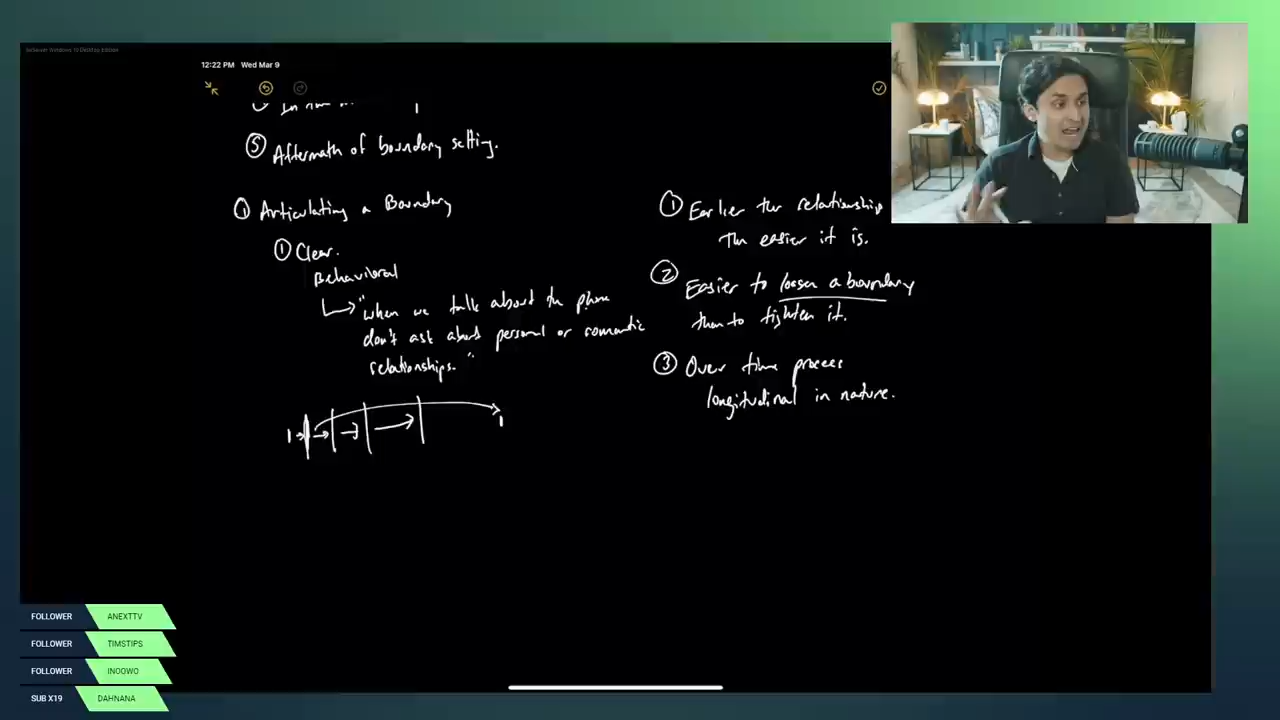 12:22 PM Wed Mar 9
⑤ Aftermath of boundary setting.
① Articulating a Boundary
① Clear.
Behavioral
"when we talk about the phone
don't ask about personal or romantic
relationships."
① Earlier the relationship
The easier it is.
② Easier to loosen a boundary
than to tighten it.
③ Over time process
longitudinal in nature.
FOLLOWER ANEXTTV
FOLLOWER TIMSTIPS
FOLLOWER INOOWO
SUB X19 DAHNANA